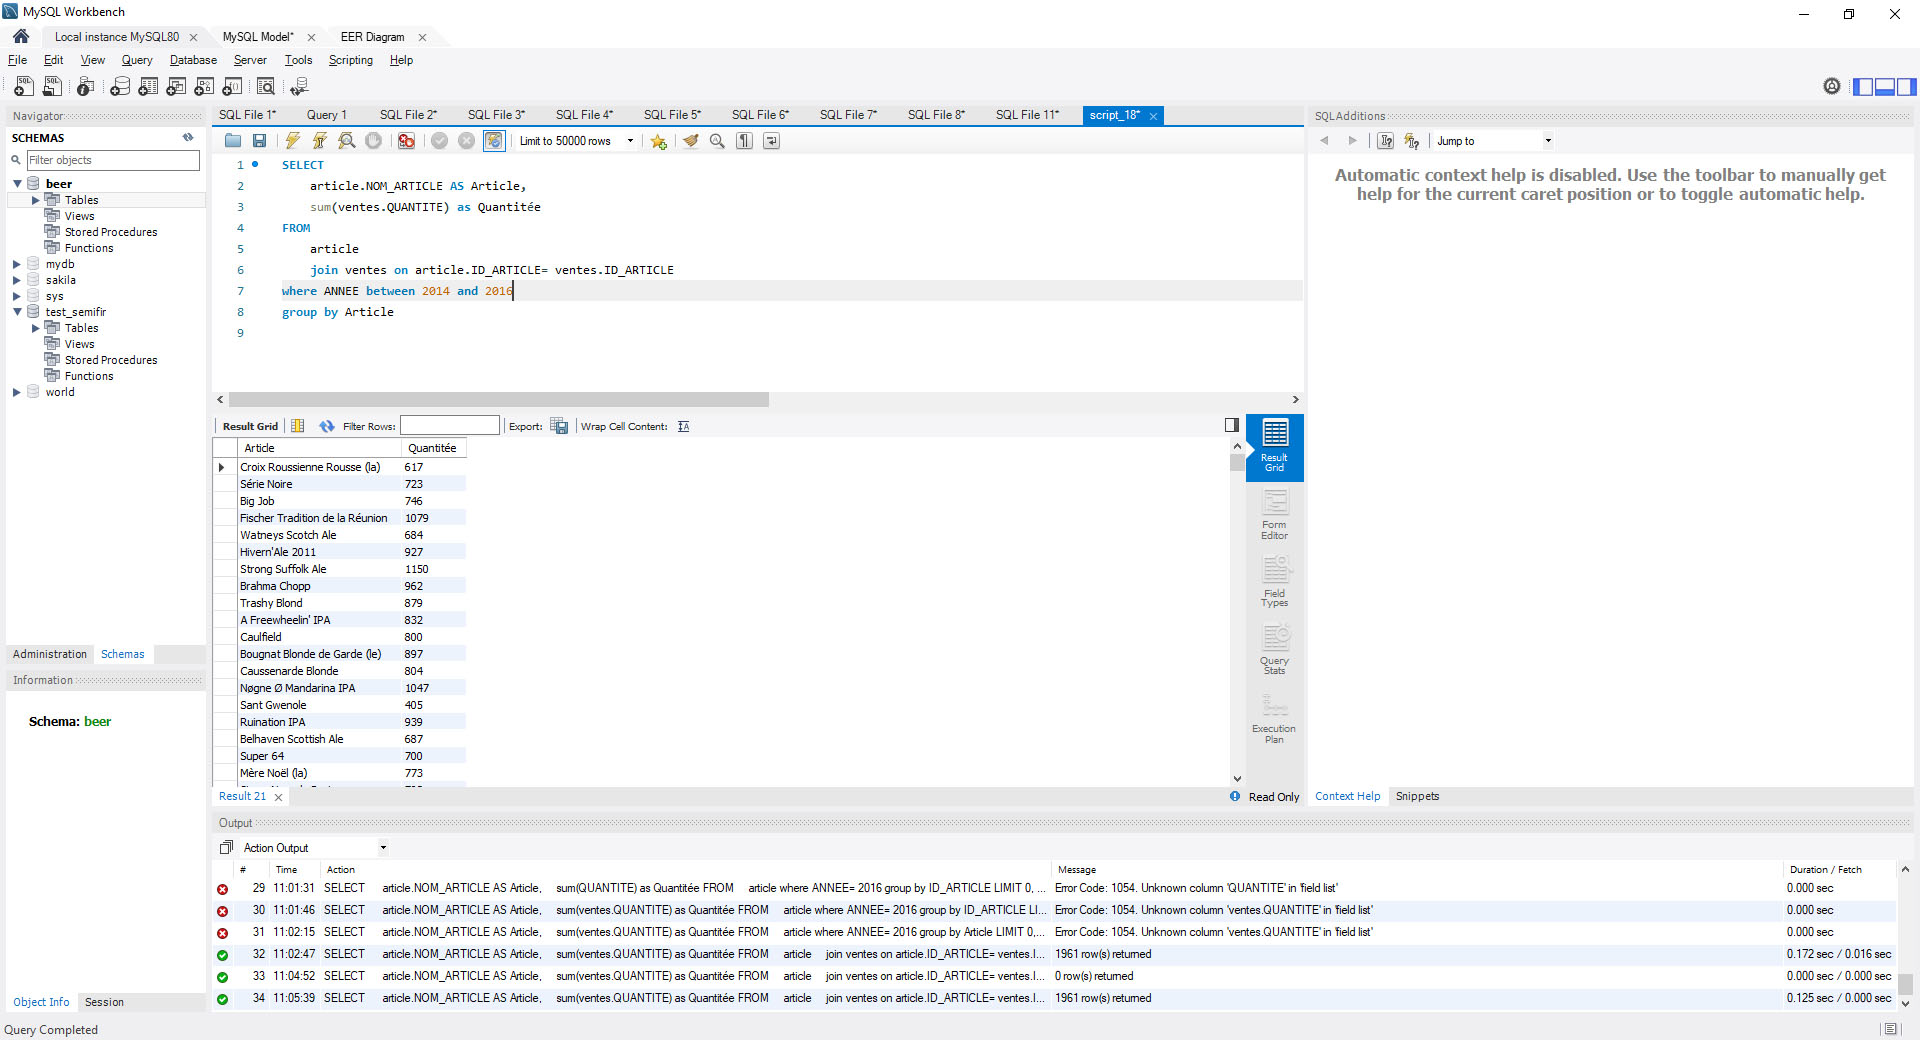 MySQL Workbench
Local instance MySQL80
MySQL Model*
EER Diagram
File Edit View Query Database Server Tools Scripting Help
Navigator
SCHEMAS
Filter objects
beer
Tables
Views
Stored Procedures
Functions
mydb
sakila
sys
test_semifir
Tables
Views
Stored Procedures
Functions
world
Administration Schemas
Information
Schema: beer
Object Info Session
SQL File 1* Query 1 SQL File 2* SQL File 3* SQL File 4* SQL File 5* SQL File 6* SQL File 7* SQL File 8* SQL File 11* script_18*
Limit to 50000 rows
1 SELECT
2 article.NOM_ARTICLE AS Article,
3 sum(ventes.QUANTITE) as Quantitée
4 FROM
5 article
6 join ventes on article.ID_ARTICLE= ventes.ID_ARTICLE
7 where ANNEE between 2014 and 2016
8 group by Article
9
Result Grid Filter Rows: Export: Wrap Cell Content:
Article Quantitée
Croix Roussienne Rousse (la) 617
Série Noire 723
Big Job 746
Fischer Tradition de la Réunion 1079
Watneys Scotch Ale 684
Hivern'Ale 2011 927
Strong Suffolk Ale 1150
Brahma Chopp 962
Trashy Blond 879
A Freewheelin' IPA 832
Caulfield 800
Bougnat Blonde de Garde (le) 897
Caussenarde Blonde 804
Nøgne Ø Mandarina IPA 1047
Sant Gwenole 405
Ruination IPA 939
Belhaven Scottish Ale 687
Super 64 700
Mère Noël (la) 773
Result Grid
Form Editor
Field Types
Query Stats
Execution Plan
Result 21
Read Only
SQLAdditions
Jump to
Automatic context help is disabled. Use the toolbar to manually get
help for the current caret position or to toggle automatic help.
Context Help Snippets
Output
Action Output
# Time Action Message Duration / Fetch
29 11:01:31 SELECT article.NOM_ARTICLE AS Article, sum(QUANTITE) as Quantitée FROM article where ANNEE= 2016 group by ID_ARTICLE LIMIT 0, ... Error Code: 1054. Unknown column 'QUANTITE' in 'field list' 0.000 sec
30 11:01:46 SELECT article.NOM_ARTICLE AS Article, sum(ventes.QUANTITE) as Quantitée FROM article where ANNEE= 2016 group by ID_ARTICLE LI... Error Code: 1054. Unknown column 'ventes.QUANTITE' in 'field list' 0.000 sec
31 11:02:15 SELECT article.NOM_ARTICLE AS Article, sum(ventes.QUANTITE) as Quantitée FROM article where ANNEE= 2016 group by Article LIMIT 0,... Error Code: 1054. Unknown column 'ventes.QUANTITE' in 'field list' 0.000 sec
32 11:02:47 SELECT article.NOM_ARTICLE AS Article, sum(ventes.QUANTITE) as Quantitée FROM article join ventes on article.ID_ARTICLE= ventes.I... 1961 row(s) returned 0.172 sec / 0.016 sec
33 11:04:52 SELECT article.NOM_ARTICLE AS Article, sum(ventes.QUANTITE) as Quantitée FROM article join ventes on article.ID_ARTICLE= ventes.I... 0 row(s) returned 0.000 sec / 0.000 sec
34 11:05:39 SELECT article.NOM_ARTICLE AS Article, sum(ventes.QUANTITE) as Quantitée FROM article join ventes on article.ID_ARTICLE= ventes.I... 1961 row(s) returned 0.125 sec / 0.000 sec
Query Completed